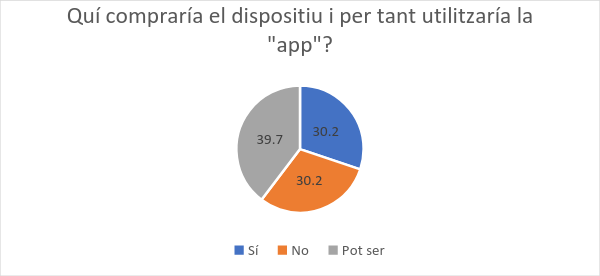 Quí compraría el dispositiu i per tant utilitzaría la
"app"?
30.2
39.7
30.2
Sí No Pot ser